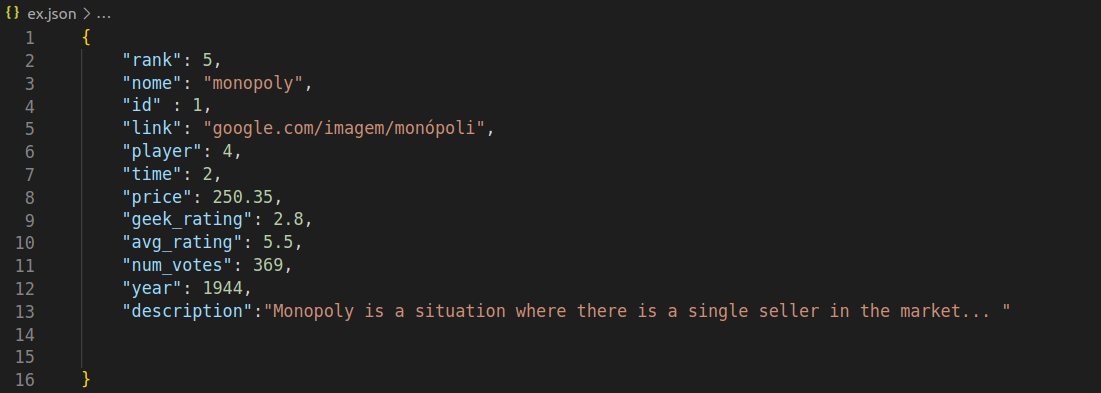 {} ex.json > ...
1 {
2 "rank": 5,
3 "nome": "monopoly",
4 "id" : 1,
5 "link": "google.com/imagem/monópoli",
6 "player": 4,
7 "time": 2,
8 "price": 250.35,
9 "geek_rating": 2.8,
10 "avg_rating": 5.5,
11 "num_votes": 369,
12 "year": 1944,
13 "description":"Monopoly is a situation where there is a single seller in the market... "
14
15
16 }